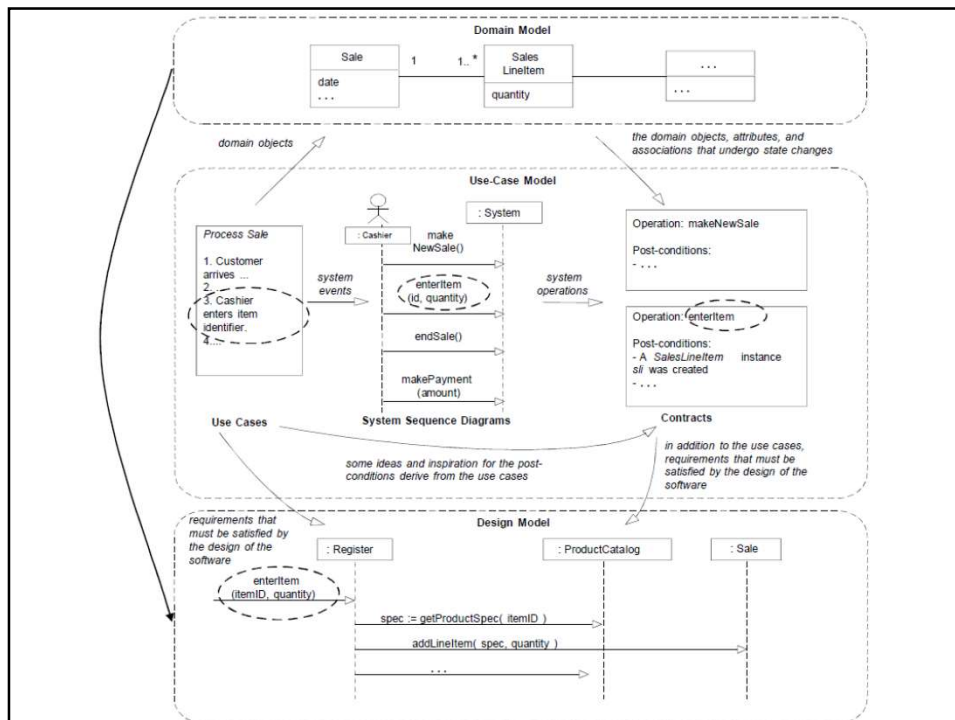 Domain Model
Sale
date
. . .
1
1.. *
Sales
LineItem
quantity
. . .
. . .
domain objects
the domain objects, attributes, and
associations that undergo state changes
Use-Case Model
Process Sale
1. Customer
arrives ...
2. ...
3. Cashier
enters item
identifier.
4....
system
events
: Cashier
: System
make
NewSale()
enterItem
(id, quantity)
endSale()
makePayment
(amount)
system
operations
Operation: makeNewSale
Post-conditions:
- . . .
Operation: enterItem
Post-conditions:
- A SalesLineItem instance
sli was created
- . . .
Use Cases
System Sequence Diagrams
Contracts
some ideas and inspiration for the post-
conditions derive from the use cases
in addition to the use cases,
requirements that must be
satisfied by the design of the
software
requirements that
must be satisfied by
the design of the
software
Design Model
: Register
: ProductCatalog
: Sale
enterItem
(itemID, quantity)
spec := getProductSpec( itemID )
addLineItem( spec, quantity )
. . .